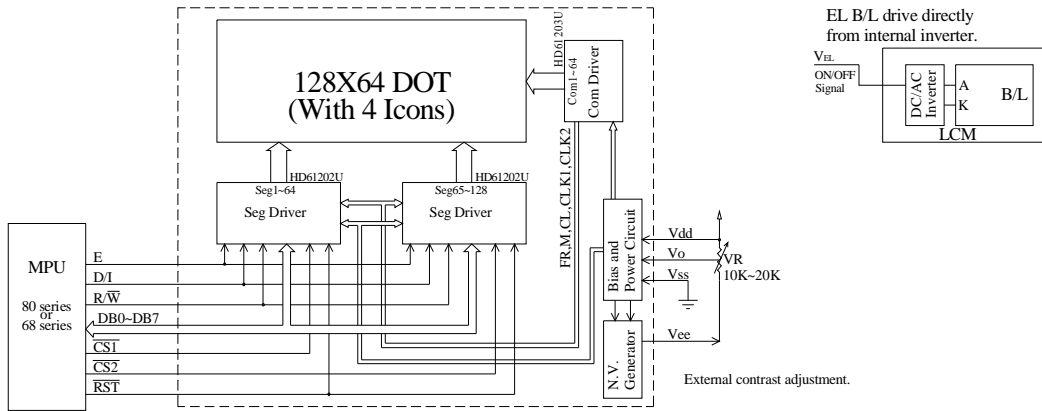 128X64 DOT
(With 4 Icons)
HD61203U
Com1~64
Com Driver
EL B/L drive directly
from internal inverter.
VEL
ON/OFF
Signal
DC/AC
Inverter
A
K
B/L
LCM
FR,M,CL,CLK1,CLK2
HD61202U
Seg1~64
Seg Driver
HD61202U
Seg65~128
Seg Driver
MPU
80 series
or
68 series
E
D/I
R/W̅
DB0~DB7
C̅S̅1̅
C̅S̅2̅
R̅S̅T̅
Bias and
Power Circuit
Vdd
Vo
Vss
VR
10K~20K
N.V.
Generator
Vee
External contrast adjustment.